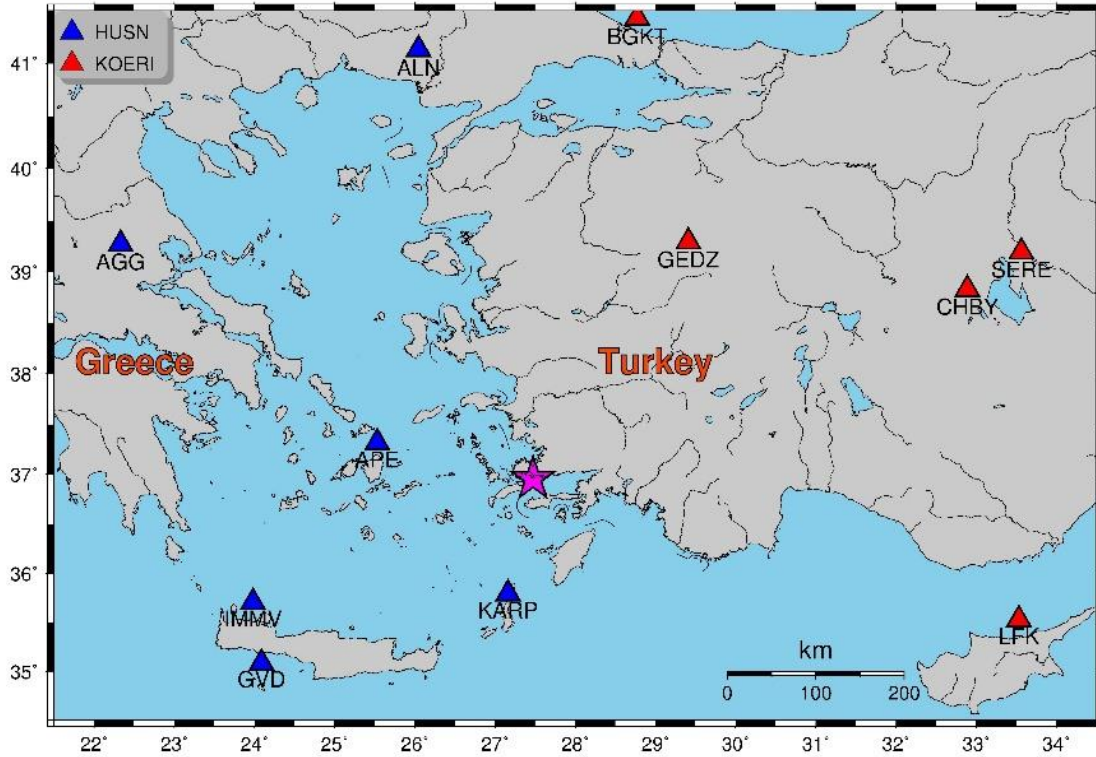 HUSN
KOERI
BGKT
ALN
AGG
GEDZ
SERE
CHBY
Greece
Turkey
APE
IMMV
KARP
GVD
LFK
km
0 100 200
41°
40°
39°
38°
37°
36°
35°
22° 23° 24° 25° 26° 27° 28° 29° 30° 31° 32° 33° 34°